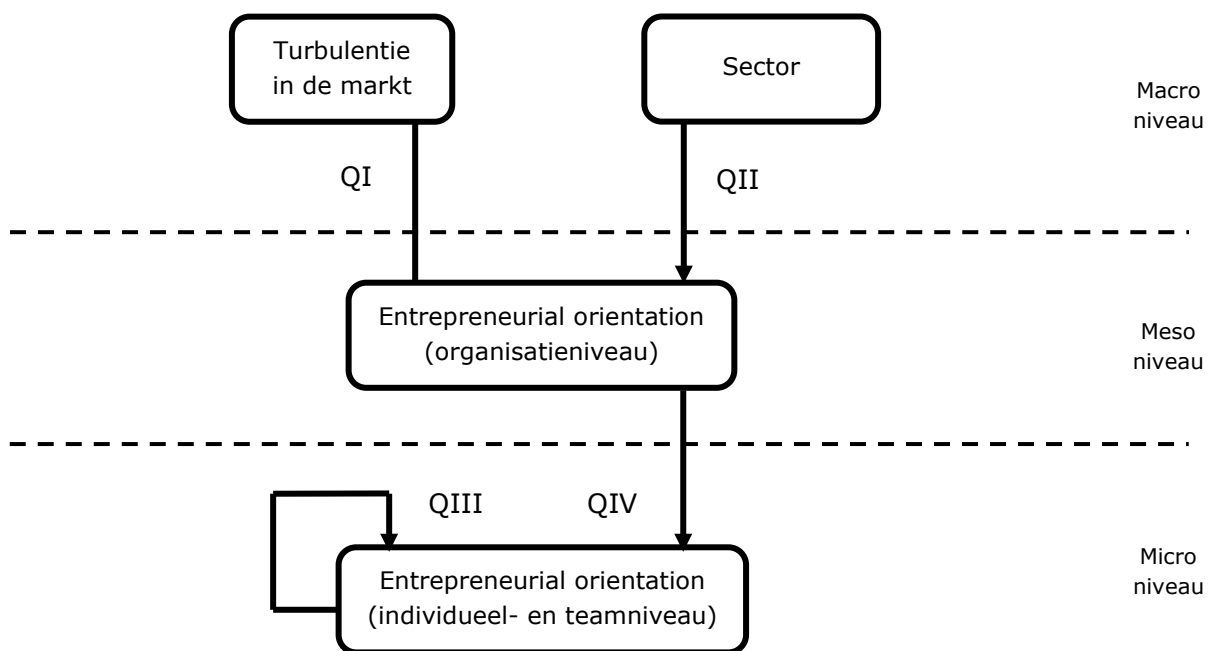 Turbulentie
in de markt
Sector
Macro
niveau
QI
QII
Entrepreneurial orientation
(organisatieniveau)
Meso
niveau
QIII
QIV
Entrepreneurial orientation
(individueel- en teamniveau)
Micro
niveau